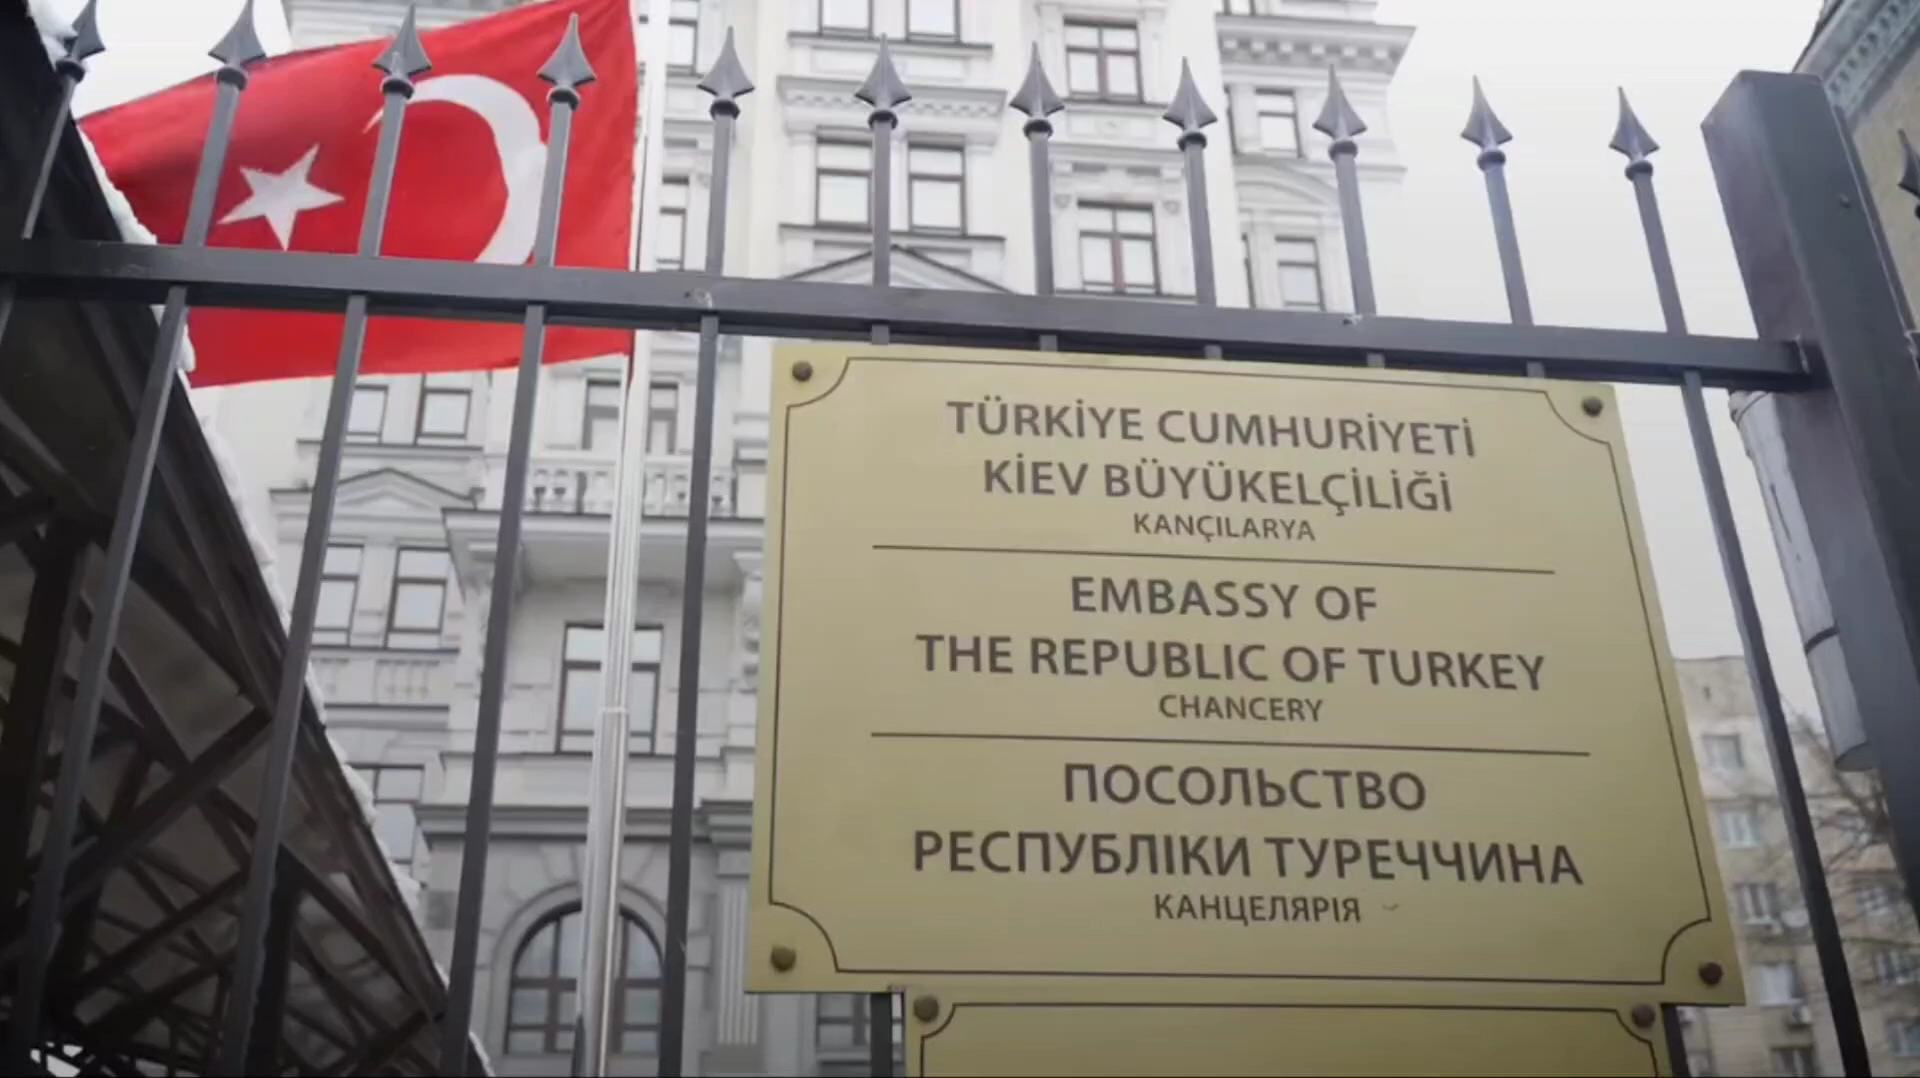 TÜRKİYE CUMHURİYETİ
KİEV BÜYÜKELÇİLİĞİ
KANÇILARYA
EMBASSY OF
THE REPUBLIC OF TURKEY
CHANCERY
ПОСОЛЬСТВО
РЕСПУБЛІКИ ТУРЕЧЧИНА
КАНЦЕЛЯРІЯ